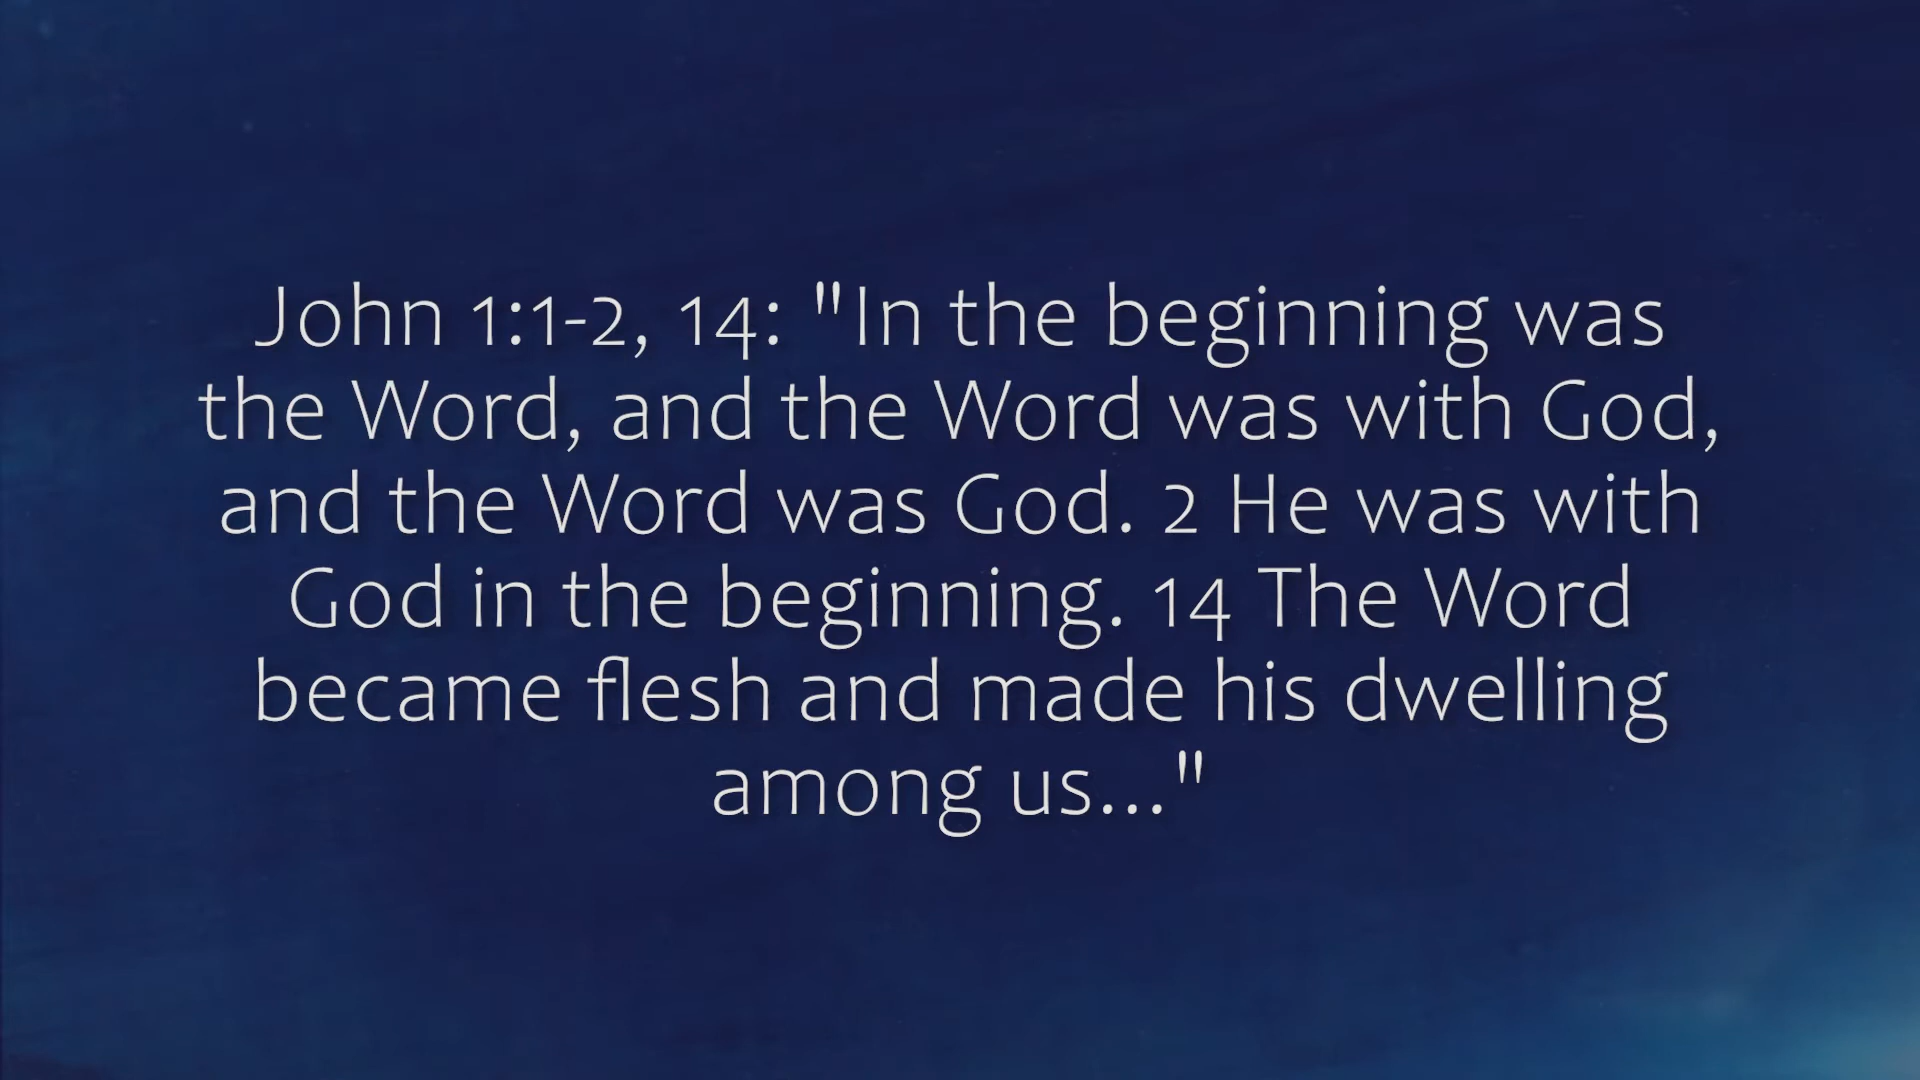 John 1:1-2, 14: "In the beginning was
the Word, and the Word was with God,
and the Word was God. 2 He was with
God in the beginning. 14 The Word
became flesh and made his dwelling
among us..."